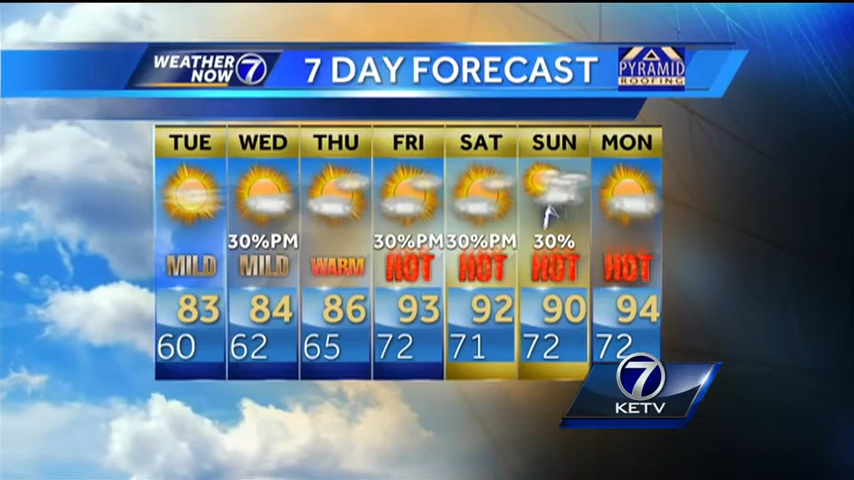 WEATHER NOW 7
7 DAY FORECAST
PYRAMID
ROOFING
TUE WED THU FRI SAT SUN MON
30%PM 30%PM 30%PM 30%
MILD MILD WARM HOT HOT HOT HOT
83 84 86 93 92 90 94
60 62 65 72 71 72 72
7
KETV